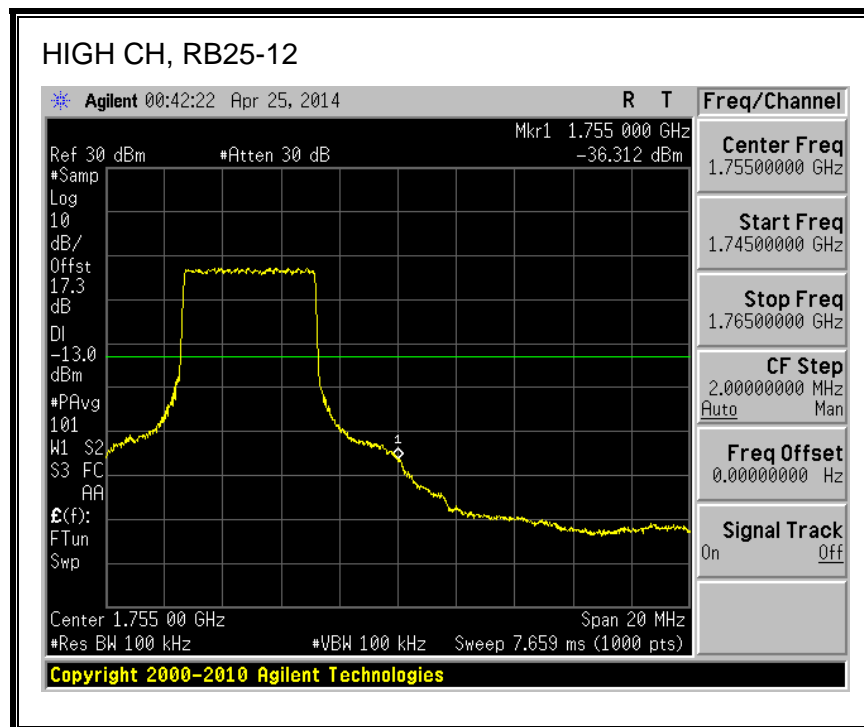 HIGH CH, RB25-12
Agilent 00:42:22 Apr 25, 2014 R T
Freq/Channel
Mkr1 1.755 000 GHz
Ref 30 dBm #Atten 30 dB -36.312 dBm
#Samp
Log
10
dB/
Offst
17.3
dB
DI
-13.0
dBm
#PAvg
101
W1 S2
S3 FC
AA
£(f):
FTun
Swp
1
Center 1.755 00 GHz Span 20 MHz
#Res BW 100 kHz #VBW 100 kHz Sweep 7.659 ms (1000 pts)
Copyright 2000-2010 Agilent Technologies
Center Freq
1.75500000 GHz
Start Freq
1.74500000 GHz
Stop Freq
1.76500000 GHz
CF Step
2.00000000 MHz
Auto Man
Freq Offset
0.00000000 Hz
Signal Track
On Off